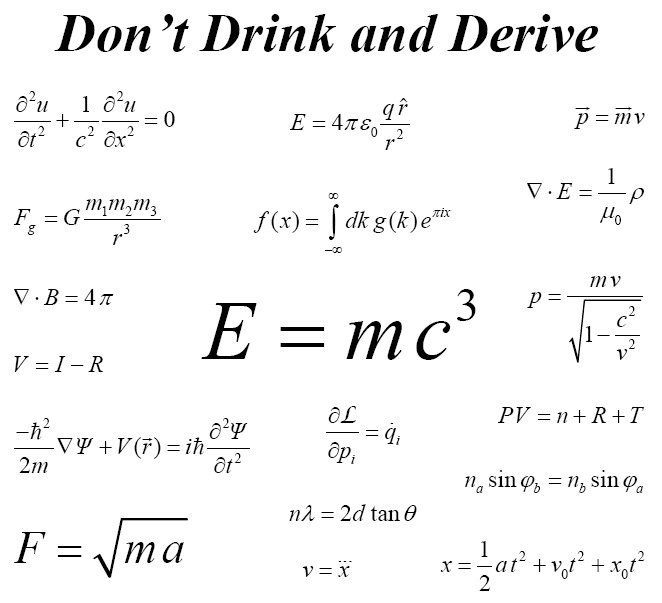 Don't Drink and Derive
∂²u/∂t² + 1/c² ∂²u/∂x² = 0
E = 4πε₀ q r̂/r²
p⃗ = m⃗v
F_g = G m₁m₂m₃/r³
f(x) = ∫_{-∞}^{∞} dk g(k) e^{πix}
∇ · E = 1/μ₀ ρ
∇ · B = 4π
E = mc³
p = mv/√(1 − c²/v²)
V = I − R
−ħ²/2m ∇Ψ + V(r⃗) = iħ ∂²Ψ/∂t²
∂ℒ/∂p_i = q̇_i
PV = n + R + T
n_a sin φ_b = n_b sin φ_a
F = √(ma)
nλ = 2d tan θ
v = ẍ
x = 1/2 at² + v₀t² + x₀t²